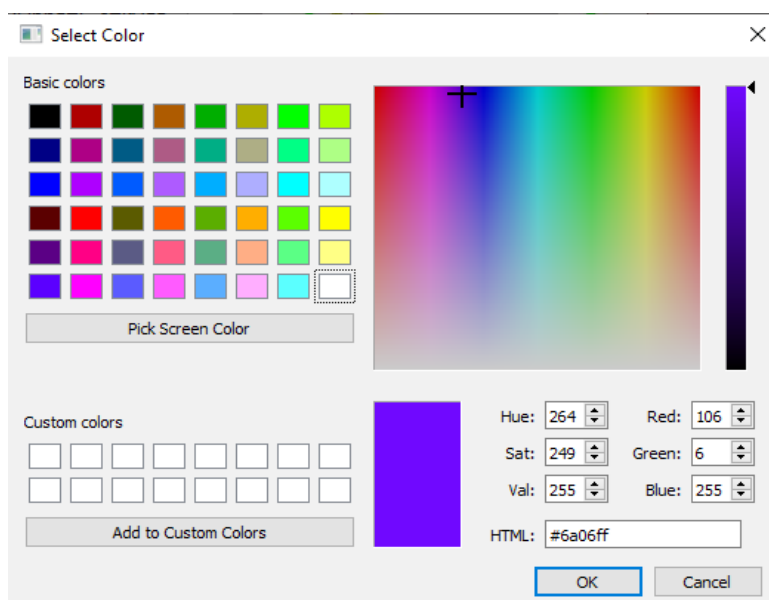 Select Color
Basic colors
Pick Screen Color
Custom colors
Add to Custom Colors
Hue: 264 Red: 106
Sat: 249 Green: 6
Val: 255 Blue: 255
HTML: #6a06ff
OK Cancel